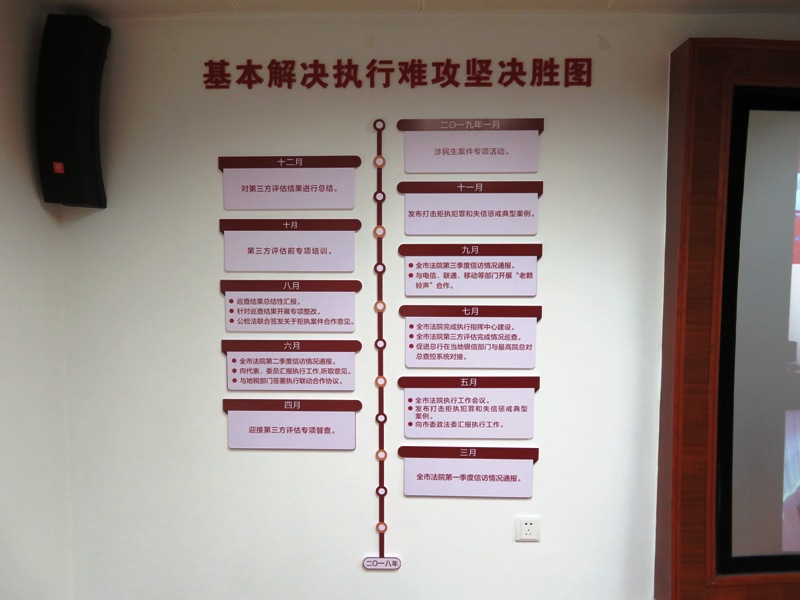 基本解决执行难攻坚决胜图
二〇一九年一月
涉民生案件专项活动。
十二月
对第三方评估结果进行总结。
十一月
发布打击拒执犯罪和失信惩戒典型案例。
十月
第三方评估前专项培训。
九月
全市法院第三季度信访情况通报。
与电信、联通、移动等部门开展“老赖
铃声”合作。
八月
巡查结果总结性汇报。
针对巡查结果开展专项整改。
公检法联合签发关于拒执案件合作意见。
七月
全市法院完成执行指挥中心建设。
全市法院第三方评估完成情况巡查。
促进总行在当地银信部门与最高院总对
总查控系统对接。
六月
全市法院第二季度信访情况通报。
向代表、委员汇报执行工作,听取意见。
与地税部门签署执行联动合作协议。
五月
全市法院执行工作会议。
发布打击拒执犯罪和失信惩戒典型
案例。
向市委政法委汇报执行工作。
四月
迎接第三方评估专项督查。
三月
全市法院第一季度信访情况通报。
二〇一八年